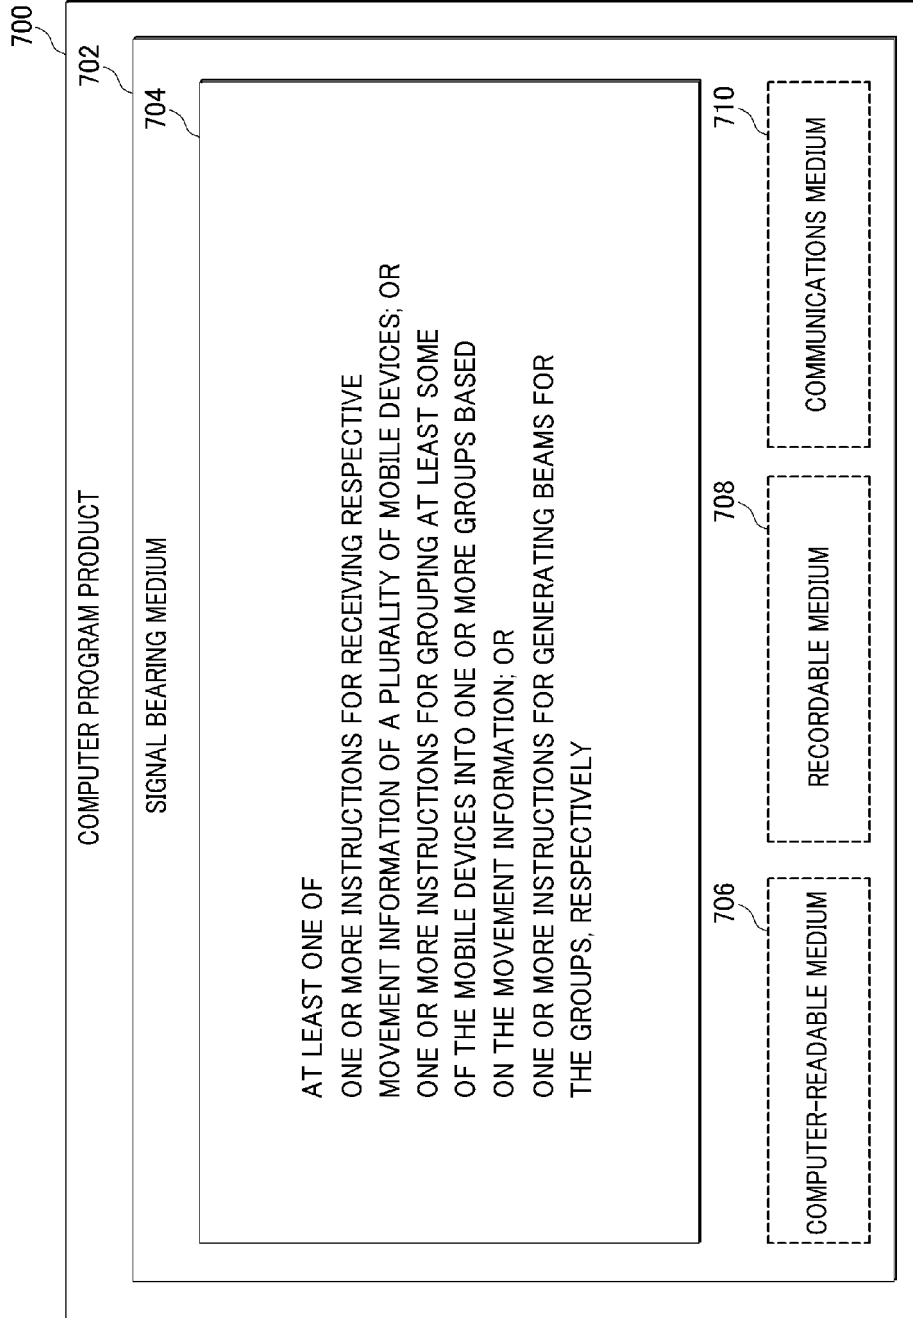 700
COMPUTER PROGRAM PRODUCT
702
SIGNAL BEARING MEDIUM
704
AT LEAST ONE OF
ONE OR MORE INSTRUCTIONS FOR RECEIVING RESPECTIVE
MOVEMENT INFORMATION OF A PLURALITY OF MOBILE DEVICES; OR
ONE OR MORE INSTRUCTIONS FOR GROUPING AT LEAST SOME
OF THE MOBILE DEVICES INTO ONE OR MORE GROUPS BASED
ON THE MOVEMENT INFORMATION; OR
ONE OR MORE INSTRUCTIONS FOR GENERATING BEAMS FOR
THE GROUPS, RESPECTIVELY
706
COMPUTER-READABLE MEDIUM
708
RECORDABLE MEDIUM
710
COMMUNICATIONS MEDIUM